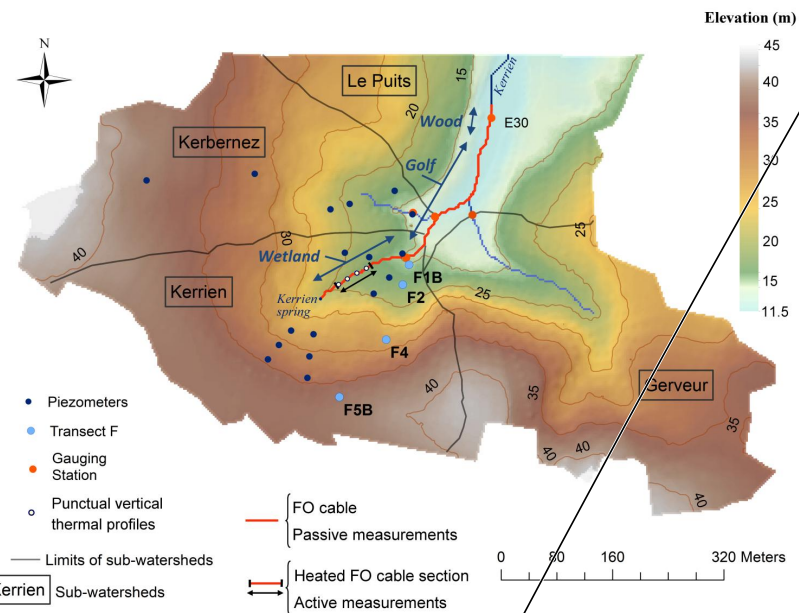 Elevation (m)
45
40
35
30
25
20
15
11.5
N
Le Puits
15
20
Kerrien
Wood
E30
Kerbernez
Golf
30
25
40
Wetland
Kerrien
Kerrien
spring
F1B
F2
25
F4
F5B
40
35
Gerveur
35
40
40
40
Piezometers
Transect F
Gauging
Station
Punctual vertical
thermal profiles
Limits of sub-watersheds
Kerrien
Sub-watersheds
FO cable
Passive measurements
Heated FO cable section
Active measurements
0 80 160 320 Meters